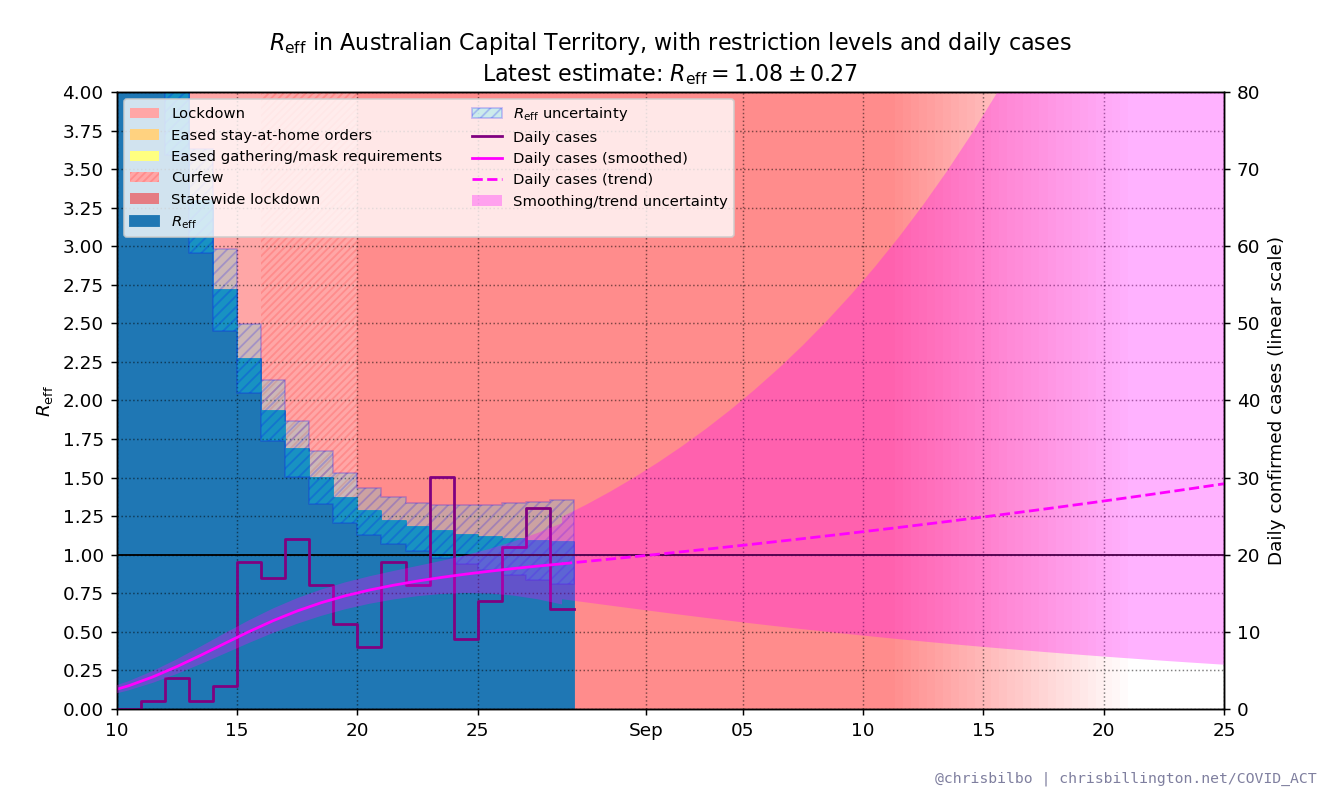 R_eff in Australian Capital Territory, with restriction levels and daily cases
Latest estimate: R_eff = 1.08 ± 0.27
Lockdown
Eased stay-at-home orders
Eased gathering/mask requirements
Curfew
Statewide lockdown
R_eff
R_eff uncertainty
Daily cases
Daily cases (smoothed)
Daily cases (trend)
Smoothing/trend uncertainty
4.00
3.75
3.50
3.25
3.00
2.75
2.50
2.25
2.00
1.75
1.50
1.25
1.00
0.75
0.50
0.25
0.00
R_eff
80
70
60
50
40
30
20
10
0
Daily confirmed cases (linear scale)
10 15 20 25 Sep 05 10 15 20 25
@chrisbilbo | chrisbillington.net/COVID_ACT